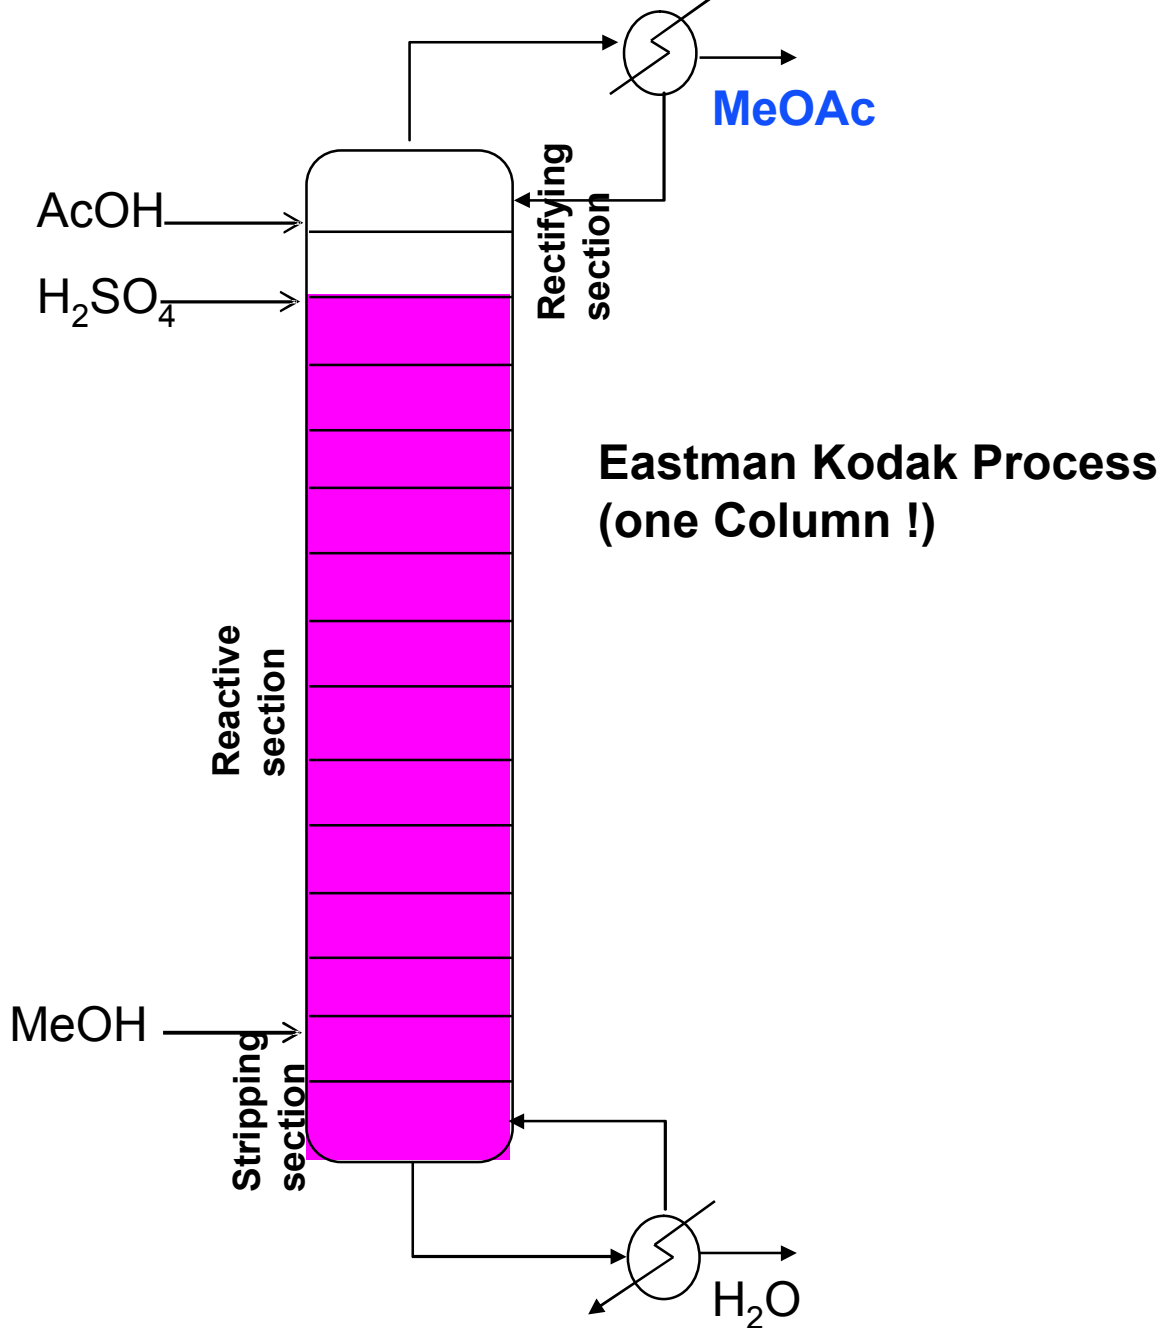 MeOAc
AcOH
Rectifying
section
H₂SO₄
Eastman Kodak Process
(one Column !)
Reactive
section
MeOH
Stripping
section
H₂O